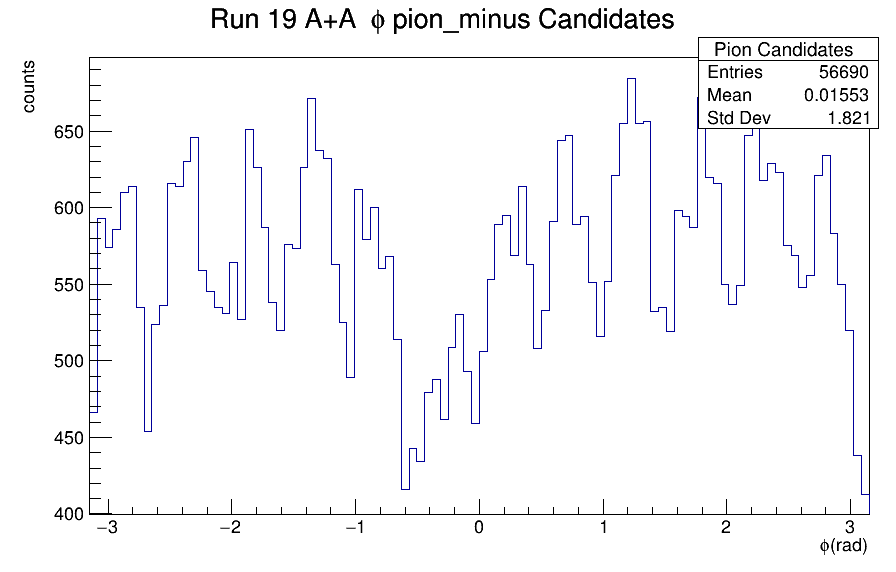 Run 19 A+A ϕ pion_minus Candidates
counts
Pion Candidates
Entries 56690
Mean 0.01553
Std Dev 1.821
650
600
550
500
450
400
−3 −2 −1 0 1 2 3
ϕ(rad)